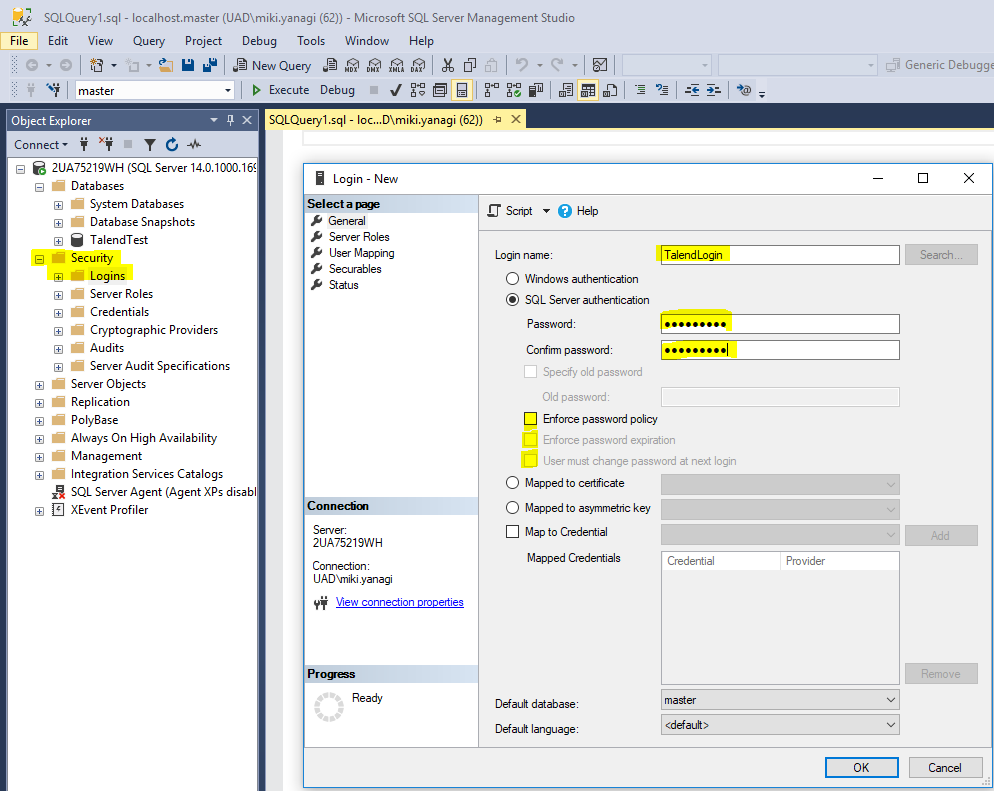 SQLQuery1.sql - localhost.master (UAD\miki.yanagi (62)) - Microsoft SQL Server Management Studio
File Edit View Query Project Debug Tools Window Help
New Query MDX DMX XMLA DAX Generic Debugge
master Execute Debug
Object Explorer
SQLQuery1.sql - loc...D\miki.yanagi (62))
Connect
2UA75219WH (SQL Server 14.0.1000.169
Databases
System Databases
Database Snapshots
TalendTest
Security
Logins
Server Roles
Credentials
Cryptographic Providers
Audits
Server Audit Specifications
Server Objects
Replication
PolyBase
Always On High Availability
Management
Integration Services Catalogs
SQL Server Agent (Agent XPs disabl
XEvent Profiler
Login - New
Select a page
General
Server Roles
User Mapping
Securables
Status
Connection
Server:
2UA75219WH
Connection:
UAD\miki.yanagi
View connection properties
Progress
Ready
Script Help
Login name: TalendLogin Search...
Windows authentication
SQL Server authentication
Password: ●●●●●●●●●
Confirm password: ●●●●●●●●●
Specify old password
Old password:
Enforce password policy
Enforce password expiration
User must change password at next login
Mapped to certificate
Mapped to asymmetric key
Map to Credential Add
Mapped Credentials Credential Provider
Remove
Default database: master
Default language: <default>
OK Cancel